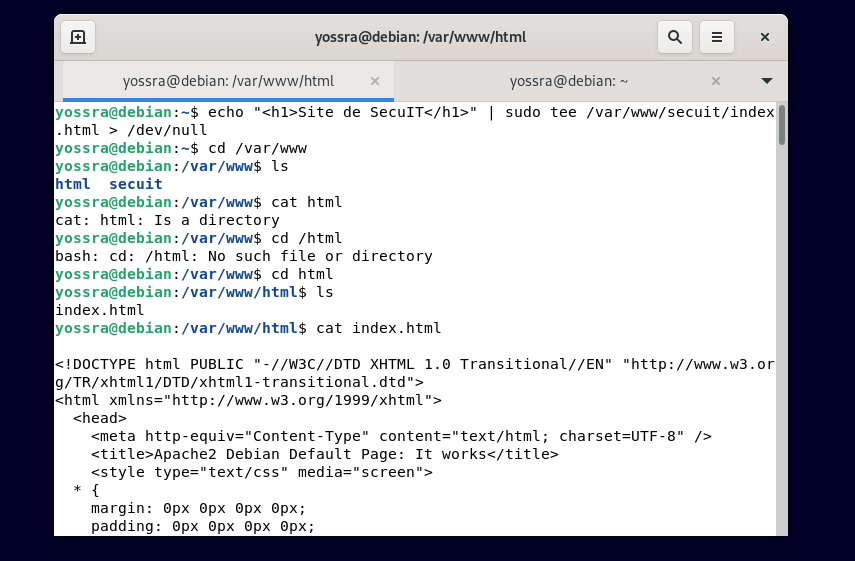 yossra@debian: /var/www/html
yossra@debian: /var/www/html
yossra@debian: ~
yossra@debian:~$ echo "<h1>Site de SecuIT</h1>" | sudo tee /var/www/secuit/index
.html > /dev/null
yossra@debian:~$ cd /var/www
yossra@debian:/var/www$ ls
html  secuit
yossra@debian:/var/www$ cat html
cat: html: Is a directory
yossra@debian:/var/www$ cd /html
bash: cd: /html: No such file or directory
yossra@debian:/var/www$ cd html
yossra@debian:/var/www/html$ ls
index.html
yossra@debian:/var/www/html$ cat index.html

<!DOCTYPE html PUBLIC "-//W3C//DTD XHTML 1.0 Transitional//EN" "http://www.w3.or
g/TR/xhtml1/DTD/xhtml1-transitional.dtd">
<html xmlns="http://www.w3.org/1999/xhtml">
  <head>
    <meta http-equiv="Content-Type" content="text/html; charset=UTF-8" />
    <title>Apache2 Debian Default Page: It works</title>
    <style type="text/css" media="screen">
  * {
    margin: 0px 0px 0px 0px;
    padding: 0px 0px 0px 0px;